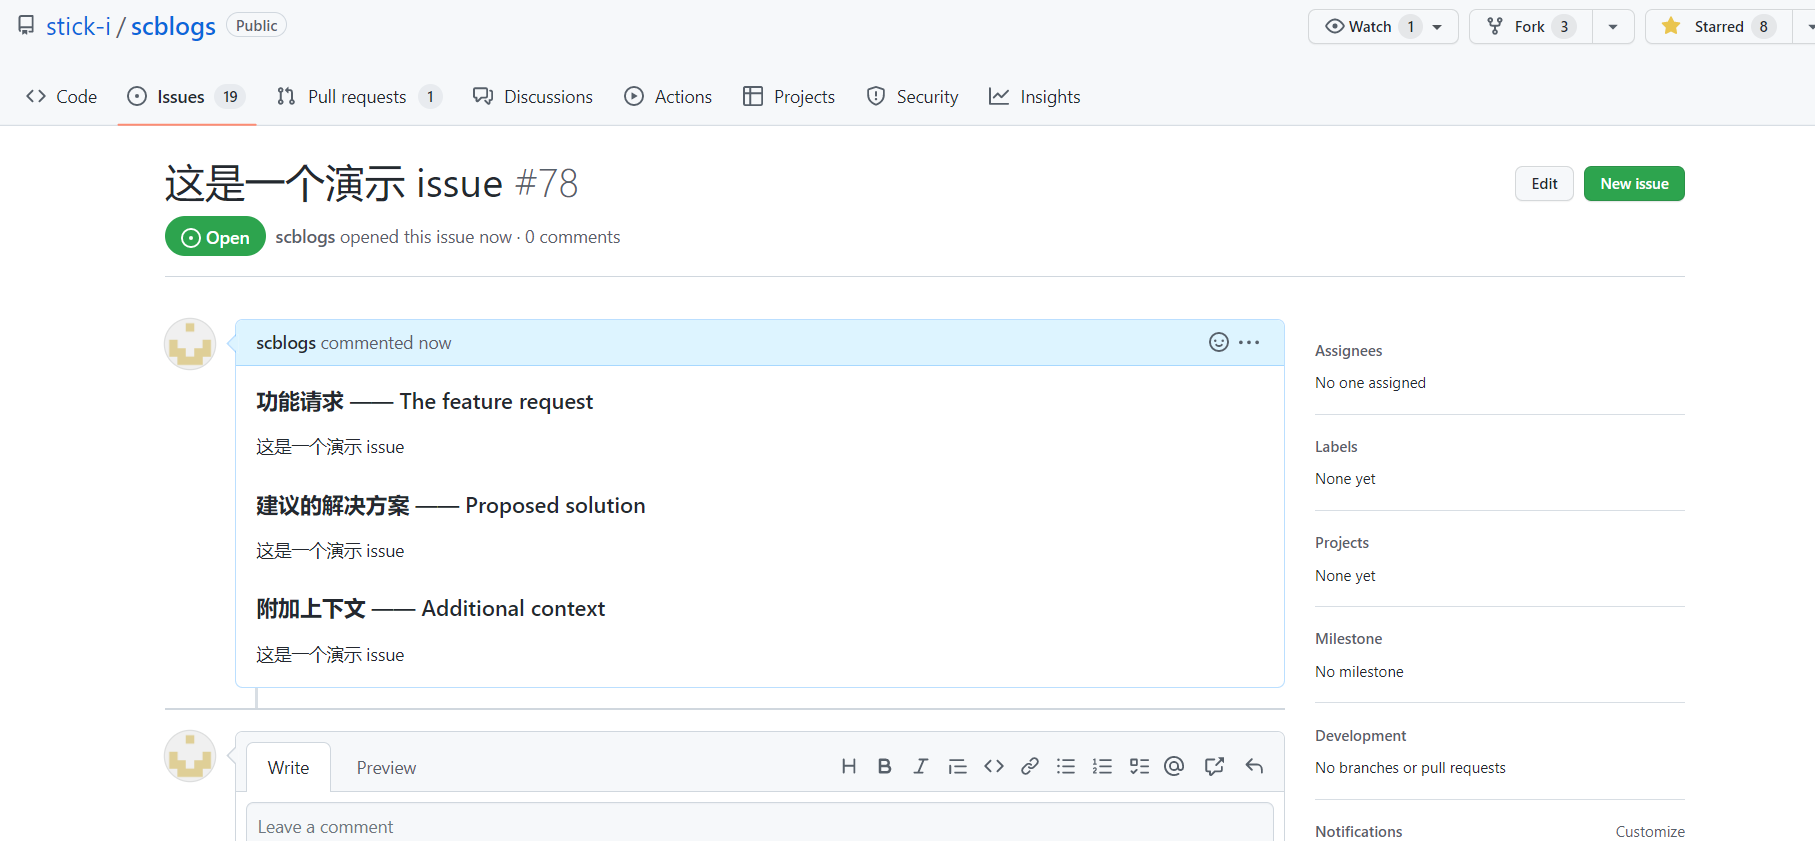 stick-i / scblogs Public Watch 1 Fork 3 Starred 8
Code Issues 19 Pull requests 1 Discussions Actions Projects Security Insights
这是一个演示 issue #78 Edit New issue
Open scblogs opened this issue now · 0 comments
scblogs commented now
功能请求 —— The feature request
这是一个演示 issue
建议的解决方案 —— Proposed solution
这是一个演示 issue
附加上下文 —— Additional context
这是一个演示 issue
Assignees
No one assigned
Labels
None yet
Projects
None yet
Milestone
No milestone
Development
No branches or pull requests
Notifications Customize
Write Preview
Leave a comment